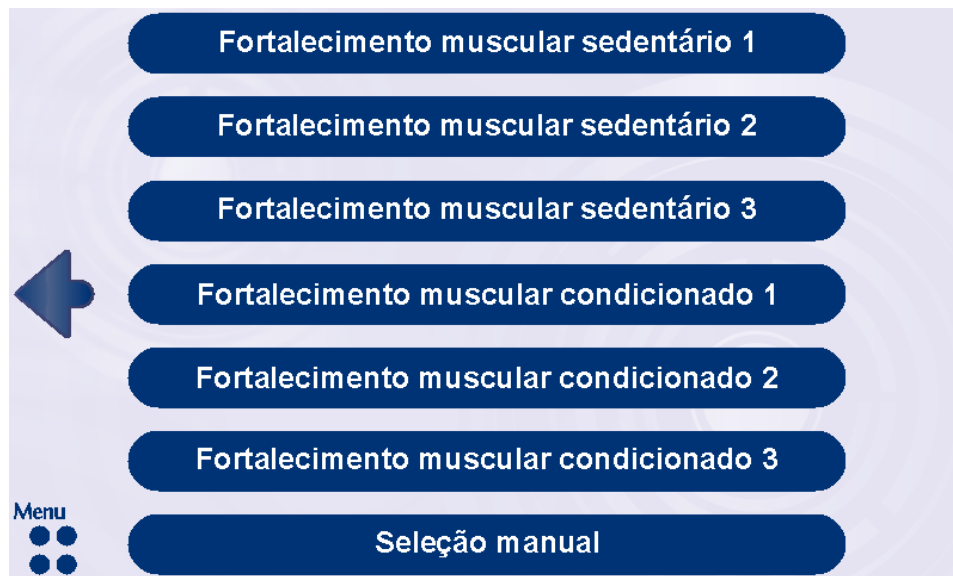 Fortalecimento muscular sedentário 1
Fortalecimento muscular sedentário 2
Fortalecimento muscular sedentário 3
Fortalecimento muscular condicionado 1
Fortalecimento muscular condicionado 2
Fortalecimento muscular condicionado 3
Menu
Seleção manual